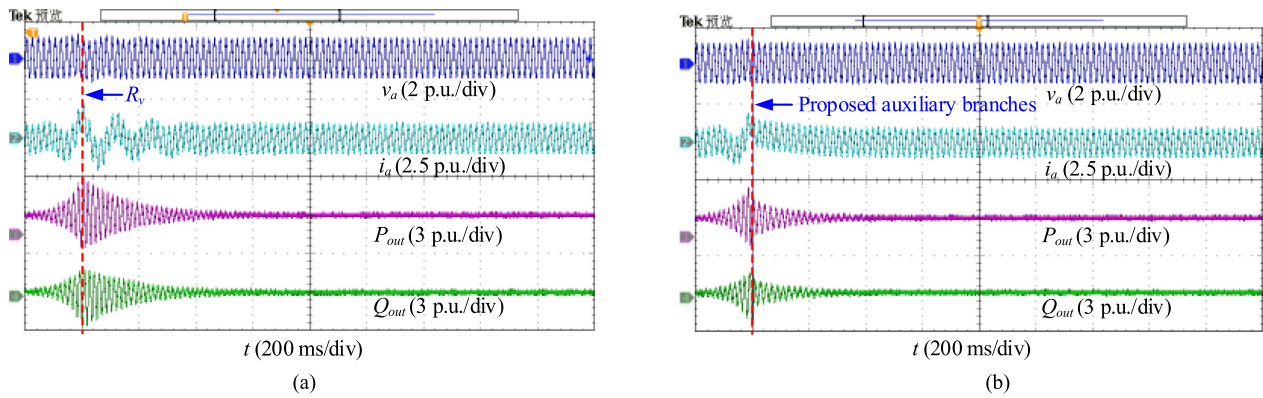 Tek 预览
R_v
v_a (2 p.u./div)
i_a (2.5 p.u./div)
P_out (3 p.u./div)
Q_out (3 p.u./div)
t (200 ms/div)
(a)
Tek 预览
v_a (2 p.u./div)
Proposed auxiliary branches
i_a (2.5 p.u./div)
P_out (3 p.u./div)
Q_out (3 p.u./div)
t (200 ms/div)
(b)